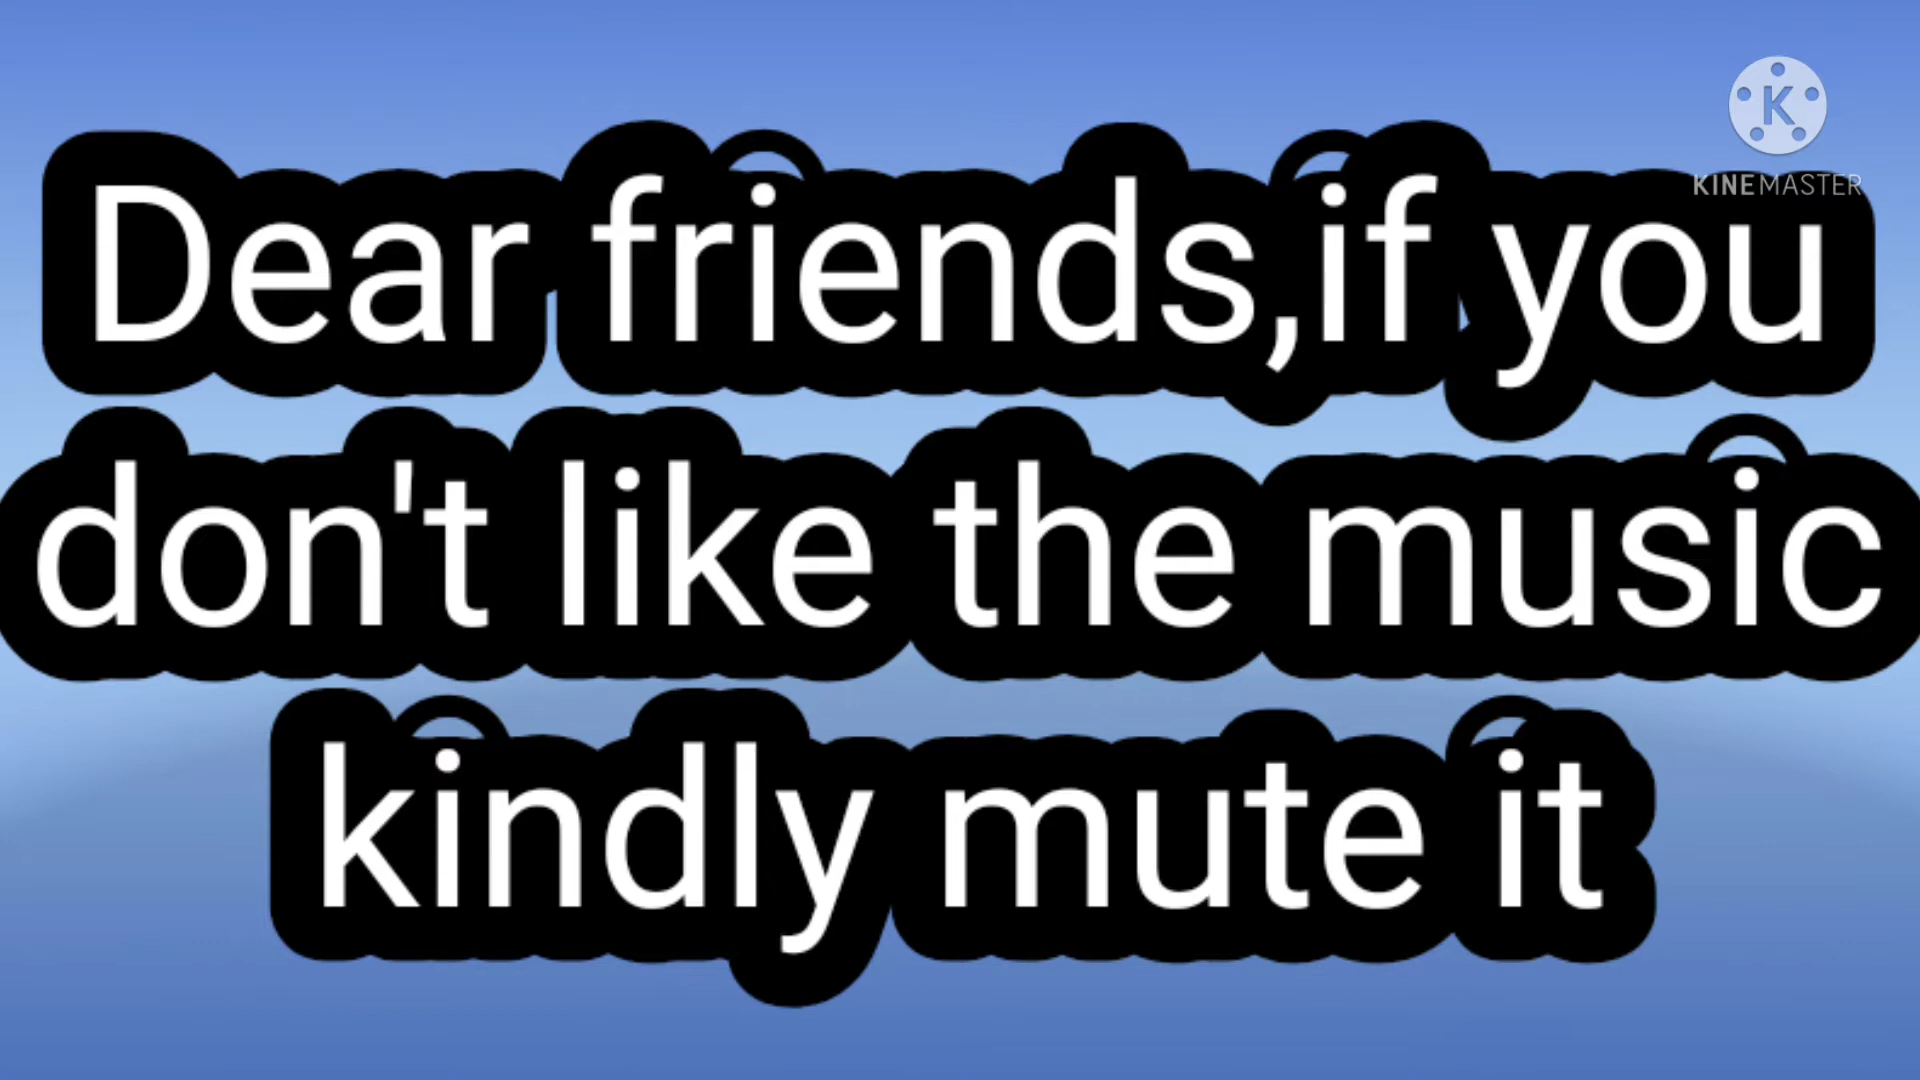 K
KINEMASTER
Dear friends,if you
don't like the music
kindly mute it